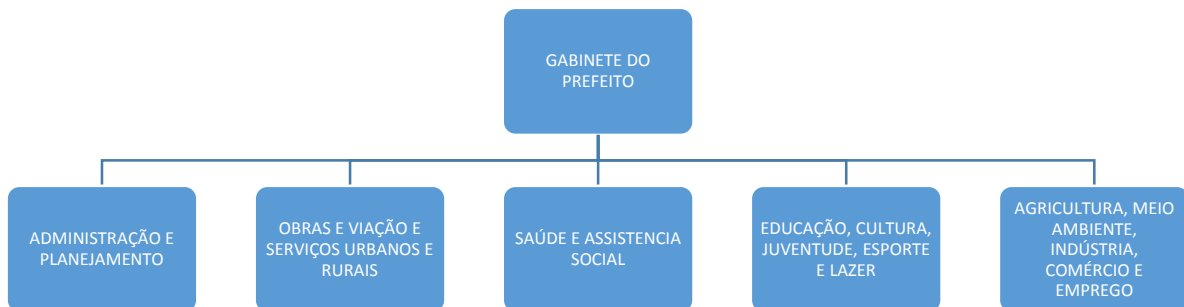 GABINETE DO
PREFEITO
ADMINISTRAÇÃO E
PLANEJAMENTO
OBRAS E VIAÇÃO E
SERVIÇOS URBANOS E
RURAIS
SAÚDE E ASSISTENCIA
SOCIAL
EDUCAÇÃO, CULTURA,
JUVENTUDE, ESPORTE
E LAZER
AGRICULTURA, MEIO
AMBIENTE,
INDÚSTRIA,
COMÉRCIO E
EMPREGO